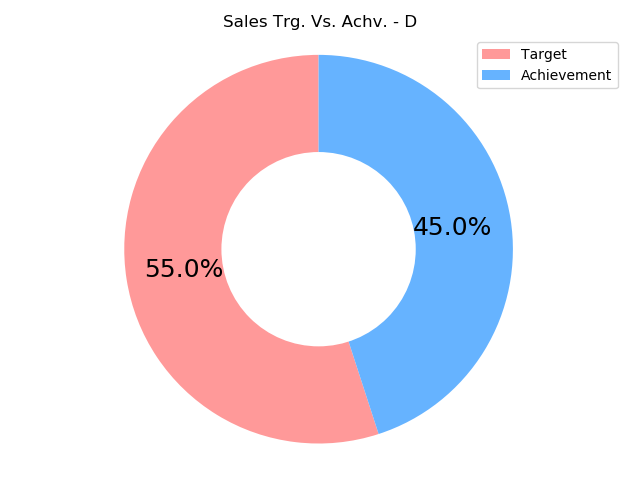 Sales Trg. Vs. Achv. - D
Target
Achievement
45.0%
55.0%